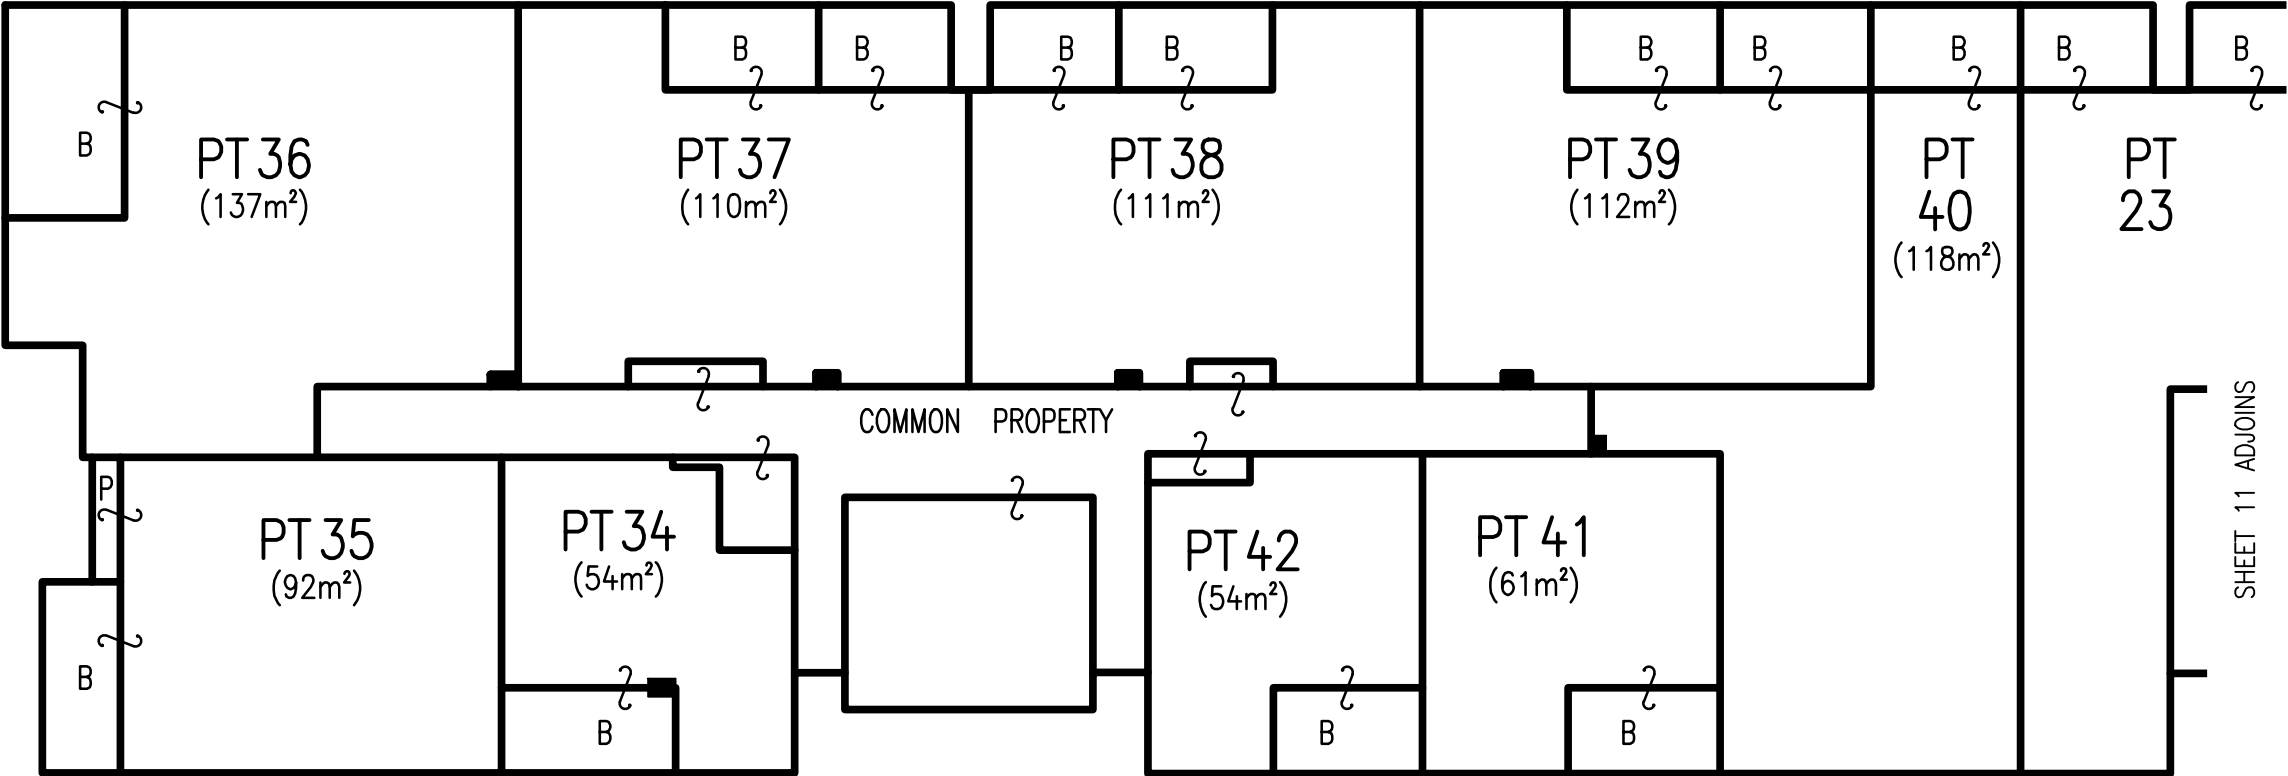 B B B B B B B B B
B
PT 36
(137m²)
PT 37
(110m²)
PT 38
(111m²)
PT 39
(112m²)
PT
40
(118m²)
PT
23
COMMON PROPERTY
P
PT 35
(92m²)
B
PT 34
(54m²)
B
PT 42
(54m²)
B
PT 41
(61m²)
B
SHEET 11 ADJOINS